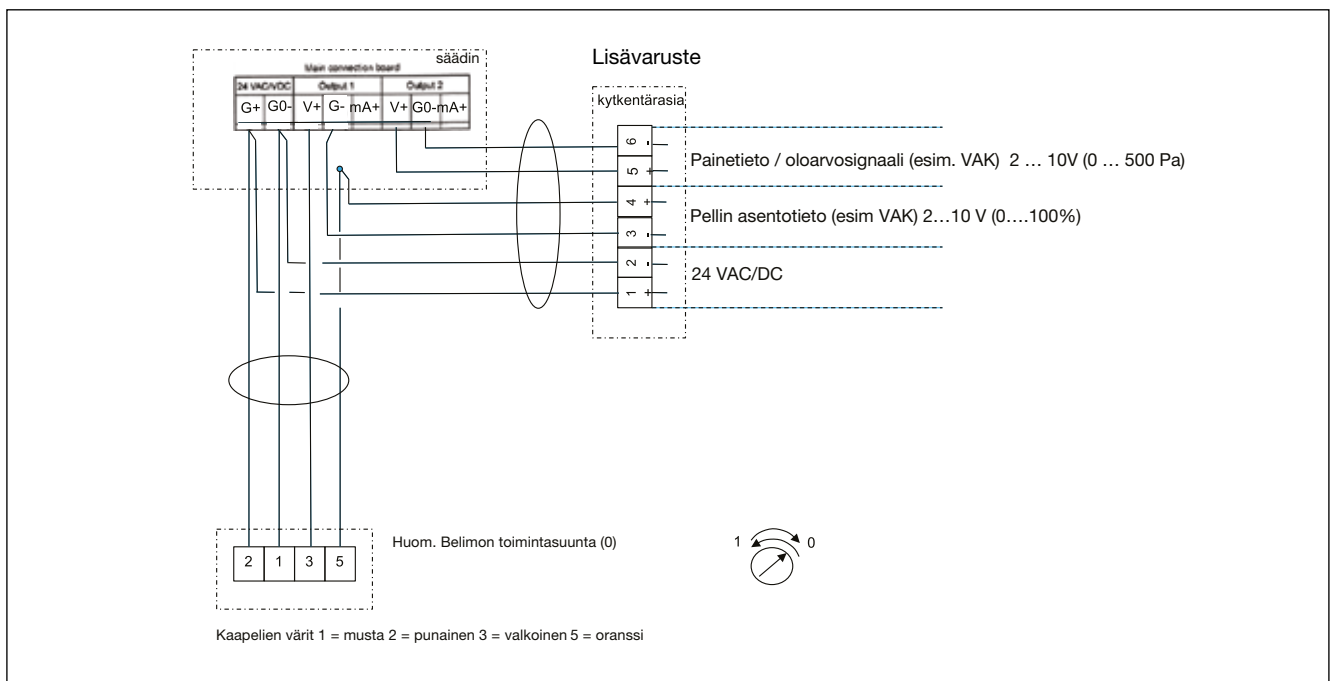 säädin
Main connection board
24 VAC/VDC Output 1 Output 2
G+ G0- V+ G- mA+ V+ G0- mA+
Lisävaruste
kytkentärasia
6 -
5 +
Painetieto / oloarvosignaali (esim. VAK) 2 ... 10V (0 ... 500 Pa)
4 +
3 -
Pellin asentotieto (esim VAK) 2...10 V (0....100%)
2 -
1 +
24 VAC/DC
Huom. Belimon toimintasuunta (0)
1 0
2 1 3 5
Kaapelien värit 1 = musta 2 = punainen 3 = valkoinen 5 = oranssi